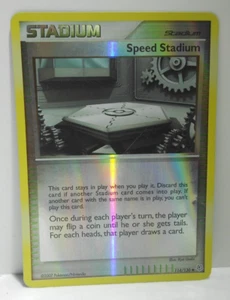 STADIUM
Stadium
Speed Stadium
This card stays in play when you play it. Discard this
card if another Stadium card comes into play. If
another card with the same name is in play, you can't
play this card.
Once during each player's turn, the player
may flip a coin until he or she gets tails.
For each heads, that player draws a card.